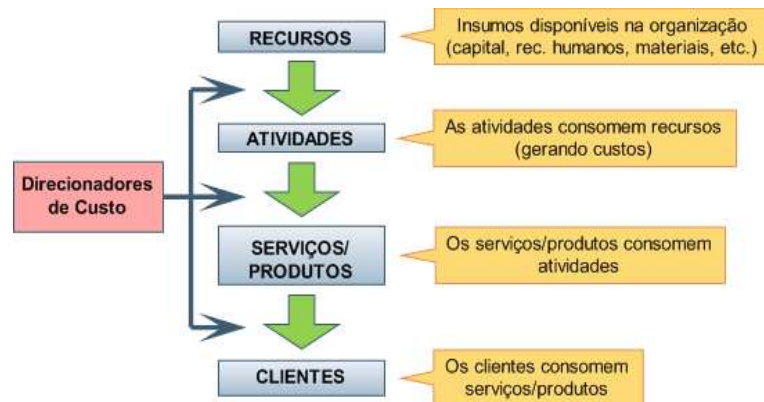 RECURSOS
Insumos disponíveis na organização
(capital, rec. humanos, materiais, etc.)
ATIVIDADES
As atividades consomem recursos
(gerando custos)
Direcionadores
de Custo
SERVIÇOS/
PRODUTOS
Os serviços/produtos consomem
atividades
CLIENTES
Os clientes consomem
serviços/produtos